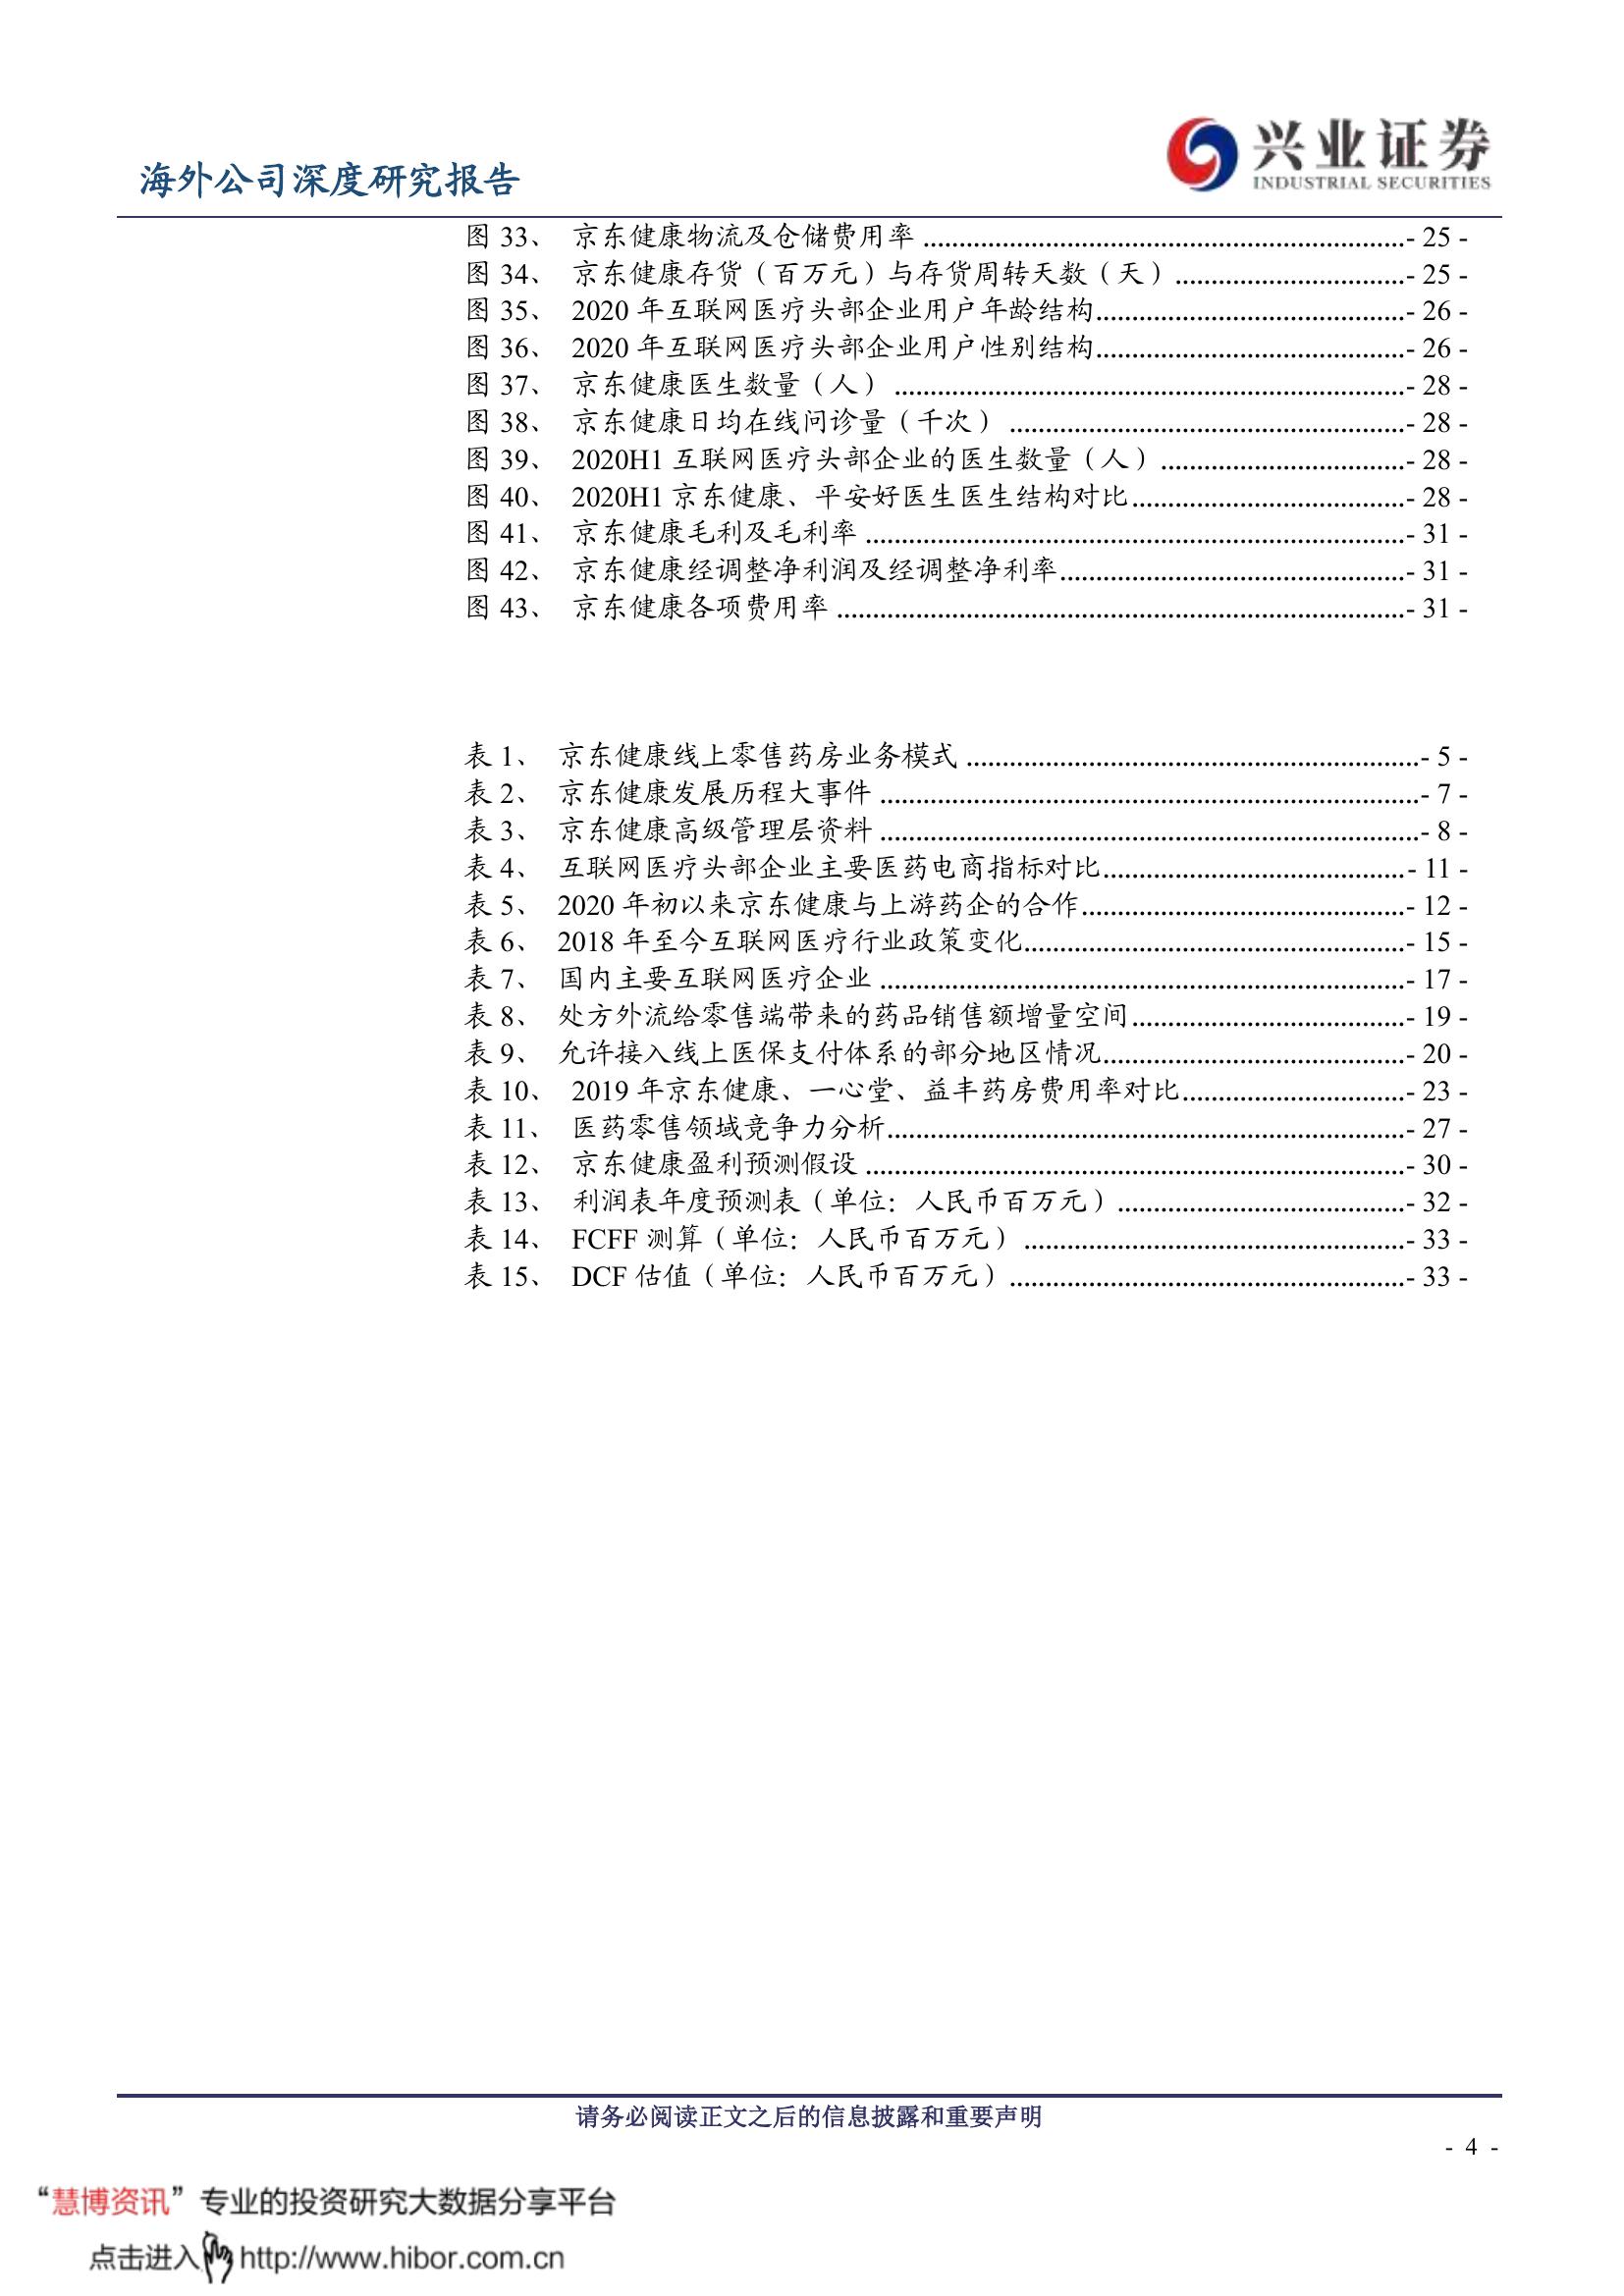 海外公司深度研究报告
兴业证券
INDUSTRIAL SECURITIES
图 33、 京东健康物流及仓储费用率 ..................................................................- 25 -
图 34、 京东健康存货（百万元）与存货周转天数（天） ................................- 25 -
图 35、 2020 年互联网医疗头部企业用户年龄结构...........................................- 26 -
图 36、 2020 年互联网医疗头部企业用户性别结构...........................................- 26 -
图 37、 京东健康医生数量（人） ......................................................................- 28 -
图 38、 京东健康日均在线问诊量（千次） ......................................................- 28 -
图 39、 2020H1 互联网医疗头部企业的医生数量（人） ..................................- 28 -
图 40、 2020H1 京东健康、平安好医生医生结构对比......................................- 28 -
图 41、 京东健康毛利及毛利率 ..........................................................................- 31 -
图 42、 京东健康经调整净利润及经调整净利率................................................- 31 -
图 43、 京东健康各项费用率 ..............................................................................- 31 -
表 1、 京东健康线上零售药房业务模式 ..............................................................- 5 -
表 2、 京东健康发展历程大事件 ..........................................................................- 7 -
表 3、 京东健康高级管理层资料 ..........................................................................- 8 -
表 4、 互联网医疗头部企业主要医药电商指标对比..........................................- 11 -
表 5、 2020 年初以来京东健康与上游药企的合作.............................................- 12 -
表 6、 2018 年至今互联网医疗行业政策变化.....................................................- 15 -
表 7、 国内主要互联网医疗企业 ........................................................................- 17 -
表 8、 处方外流给零售端带来的药品销售额增量空间......................................- 19 -
表 9、 允许接入线上医保支付体系的部分地区情况..........................................- 20 -
表 10、 2019 年京东健康、一心堂、益丰药房费用率对比...............................- 23 -
表 11、 医药零售领域竞争力分析.......................................................................- 27 -
表 12、 京东健康盈利预测假设 ..........................................................................- 30 -
表 13、 利润表年度预测表（单位：人民币百万元） ........................................- 32 -
表 14、 FCFF 测算（单位：人民币百万元） ....................................................- 33 -
表 15、 DCF 估值（单位：人民币百万元） ......................................................- 33 -
请务必阅读正文之后的信息披露和重要声明
- 4 -
“慧博资讯”专业的投资研究大数据分享平台
点击进入http://www.hibor.com.cn